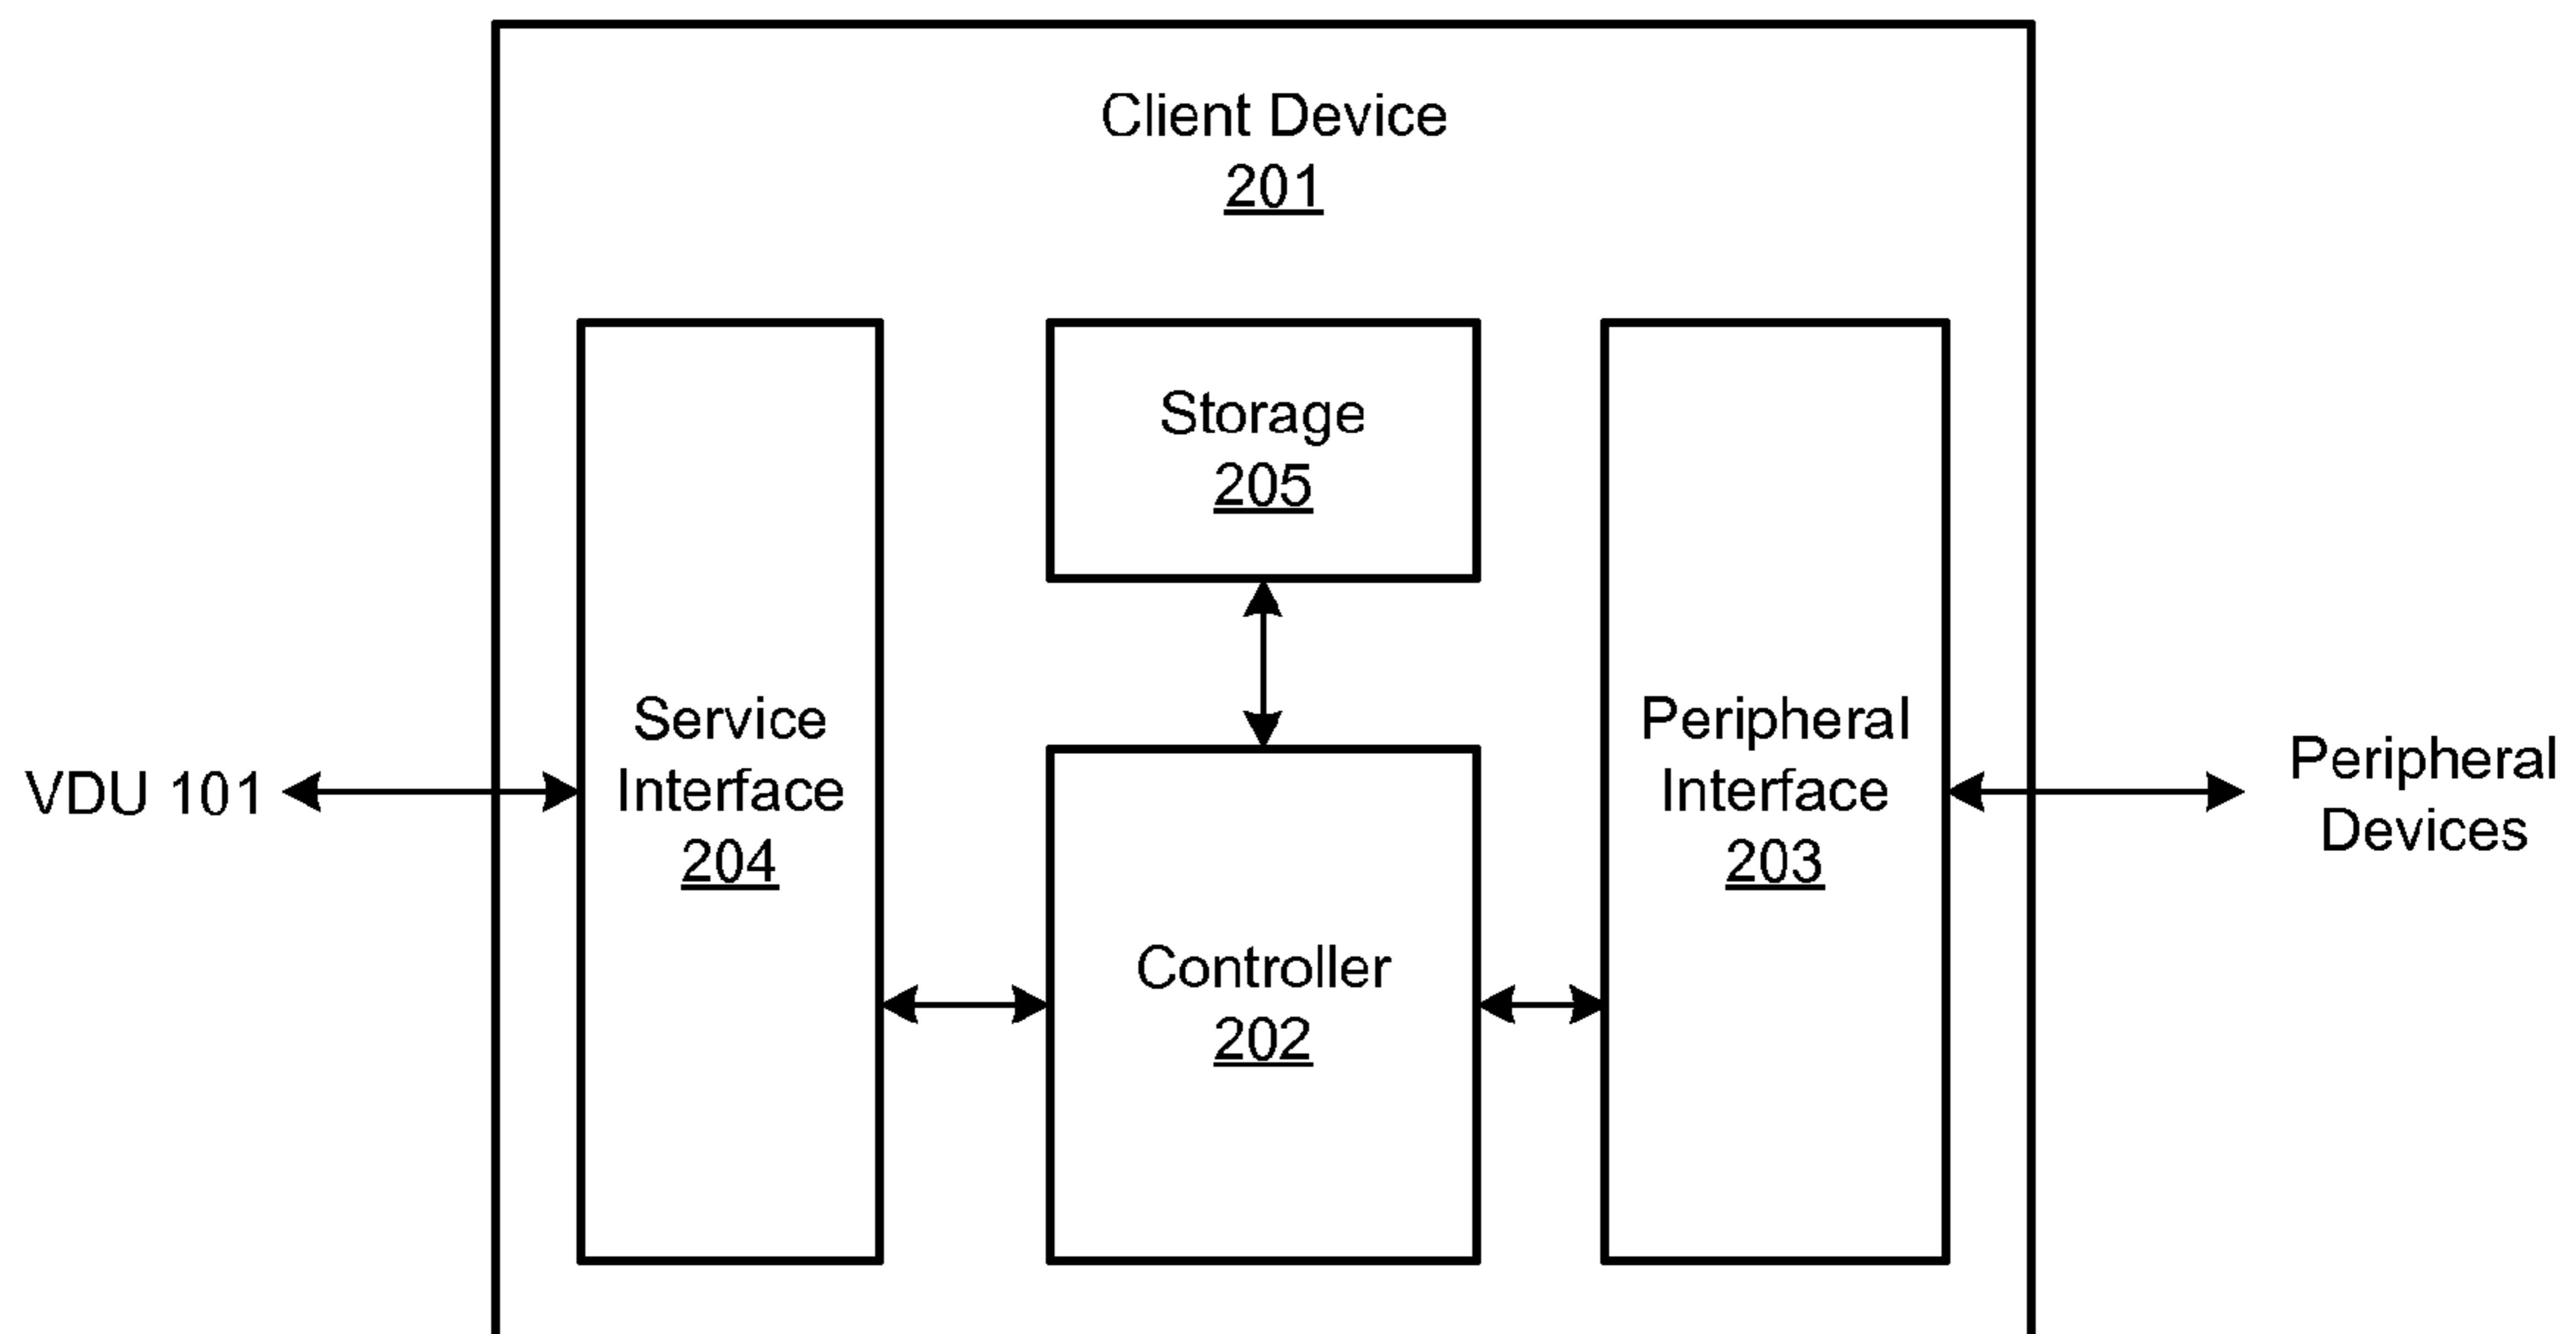 Client Device
201
Storage
205
Service
Interface
204
Peripheral
Interface
203
VDU 101
Peripheral
Devices
Controller
202